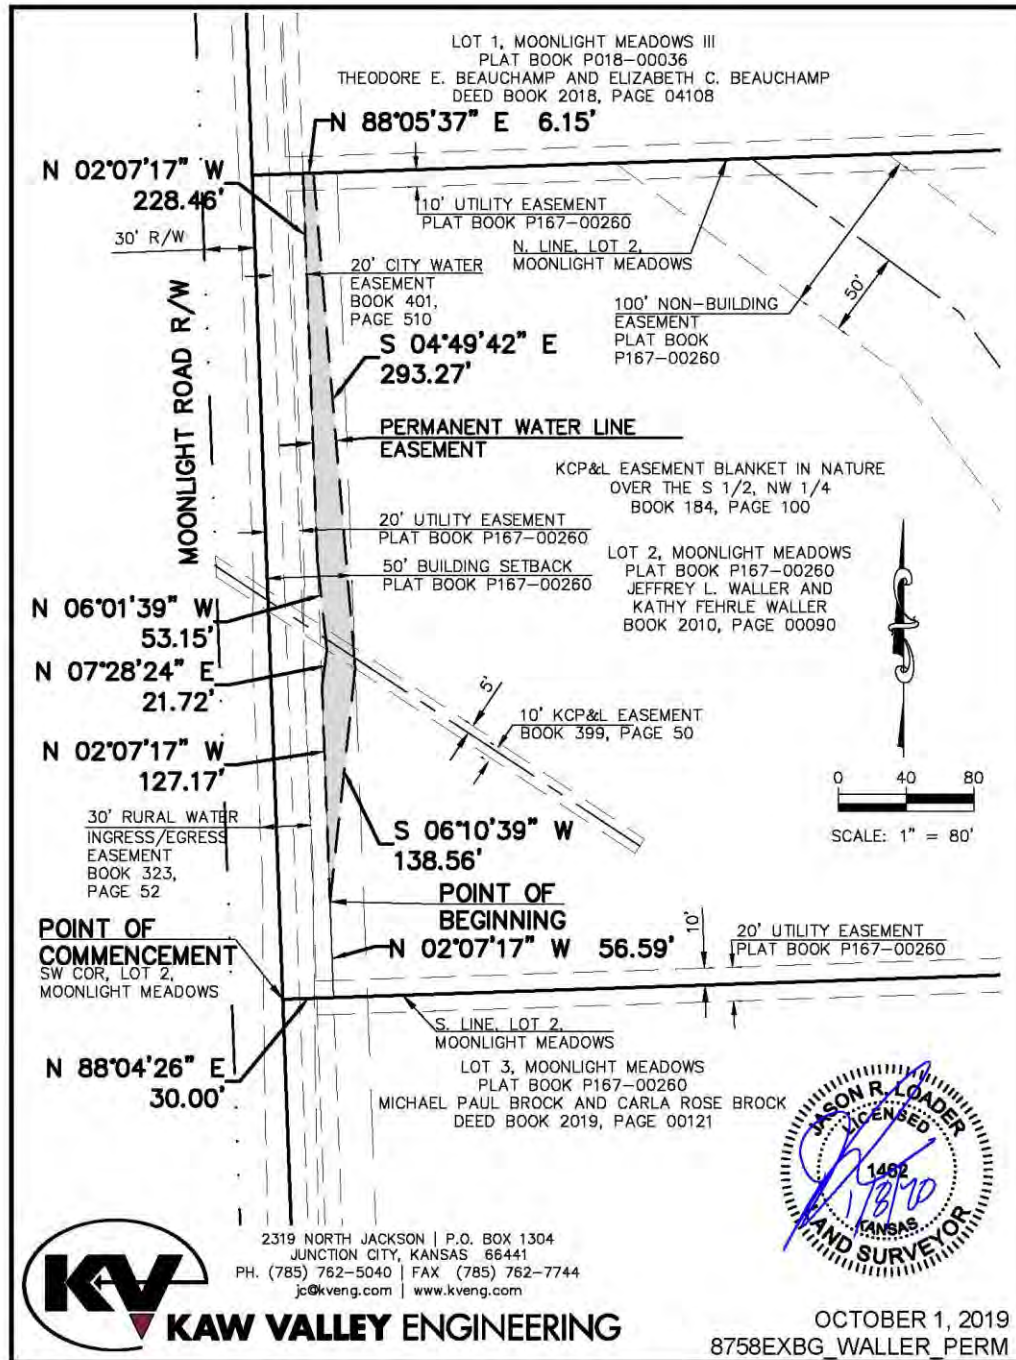 LOT 1, MOONLIGHT MEADOWS III
PLAT BOOK P018-00036
THEODORE E. BEAUCHAMP AND ELIZABETH C. BEAUCHAMP
DEED BOOK 2018, PAGE 04108
N 88°05'37" E 6.15'
N 02°07'17" W
228.46'
30' R/W
10' UTILITY EASEMENT
PLAT BOOK P167-00260
N. LINE, LOT 2,
MOONLIGHT MEADOWS
20' CITY WATER
EASEMENT
BOOK 401,
PAGE 510
50'
100' NON-BUILDING
EASEMENT
PLAT BOOK
P167-00260
S 04°49'42" E
293.27'
MOONLIGHT ROAD R/W
PERMANENT WATER LINE
EASEMENT
KCP&L EASEMENT BLANKET IN NATURE
OVER THE S 1/2, NW 1/4
BOOK 184, PAGE 100
20' UTILITY EASEMENT
PLAT BOOK P167-00260
50' BUILDING SETBACK
PLAT BOOK P167-00260
LOT 2, MOONLIGHT MEADOWS
PLAT BOOK P167-00260
JEFFREY L. WALLER AND
KATHY FEHRLE WALLER
BOOK 2010, PAGE 00090
N 06°01'39" W
53.15'
N 07°28'24" E
21.72'
5'
10' KCP&L EASEMENT
BOOK 399, PAGE 50
N 02°07'17" W
127.17'
0 40 80
SCALE: 1" = 80'
30' RURAL WATER
INGRESS/EGRESS
EASEMENT
BOOK 323,
PAGE 52
S 06°10'39" W
138.56'
POINT OF
BEGINNING
N 02°07'17" W 56.59'
10'
20' UTILITY EASEMENT
PLAT BOOK P167-00260
POINT OF
COMMENCEMENT
SW COR, LOT 2,
MOONLIGHT MEADOWS
S. LINE, LOT 2,
MOONLIGHT MEADOWS
N 88°04'26" E
30.00'
LOT 3, MOONLIGHT MEADOWS
PLAT BOOK P167-00260
MICHAEL PAUL BROCK AND CARLA ROSE BROCK
DEED BOOK 2019, PAGE 00121
JASON R. LOADER
LICENSED
1462
1/8/20
KANSAS
LAND SURVEYOR
2319 NORTH JACKSON | P.O. BOX 1304
JUNCTION CITY, KANSAS 66441
PH. (785) 762-5040 | FAX (785) 762-7744
jc@kveng.com | www.kveng.com
KV
KAW VALLEY ENGINEERING
OCTOBER 1, 2019
8758EXBG_WALLER_PERM